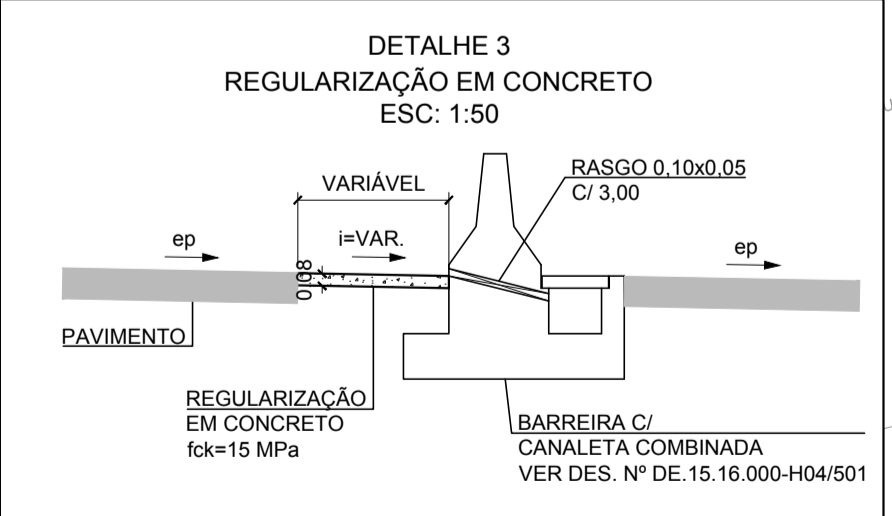 DETALHE 3
REGULARIZAÇÃO EM CONCRETO
ESC: 1:50
VARIÁVEL
RASGO 0,10x0,05
C/ 3,00
ep
i=VAR.
ep
0,08
PAVIMENTO
REGULARIZAÇÃO
EM CONCRETO
fck=15 MPa
BARREIRA C/
CANALETA COMBINADA
VER DES. Nº DE.15.16.000-H04/501